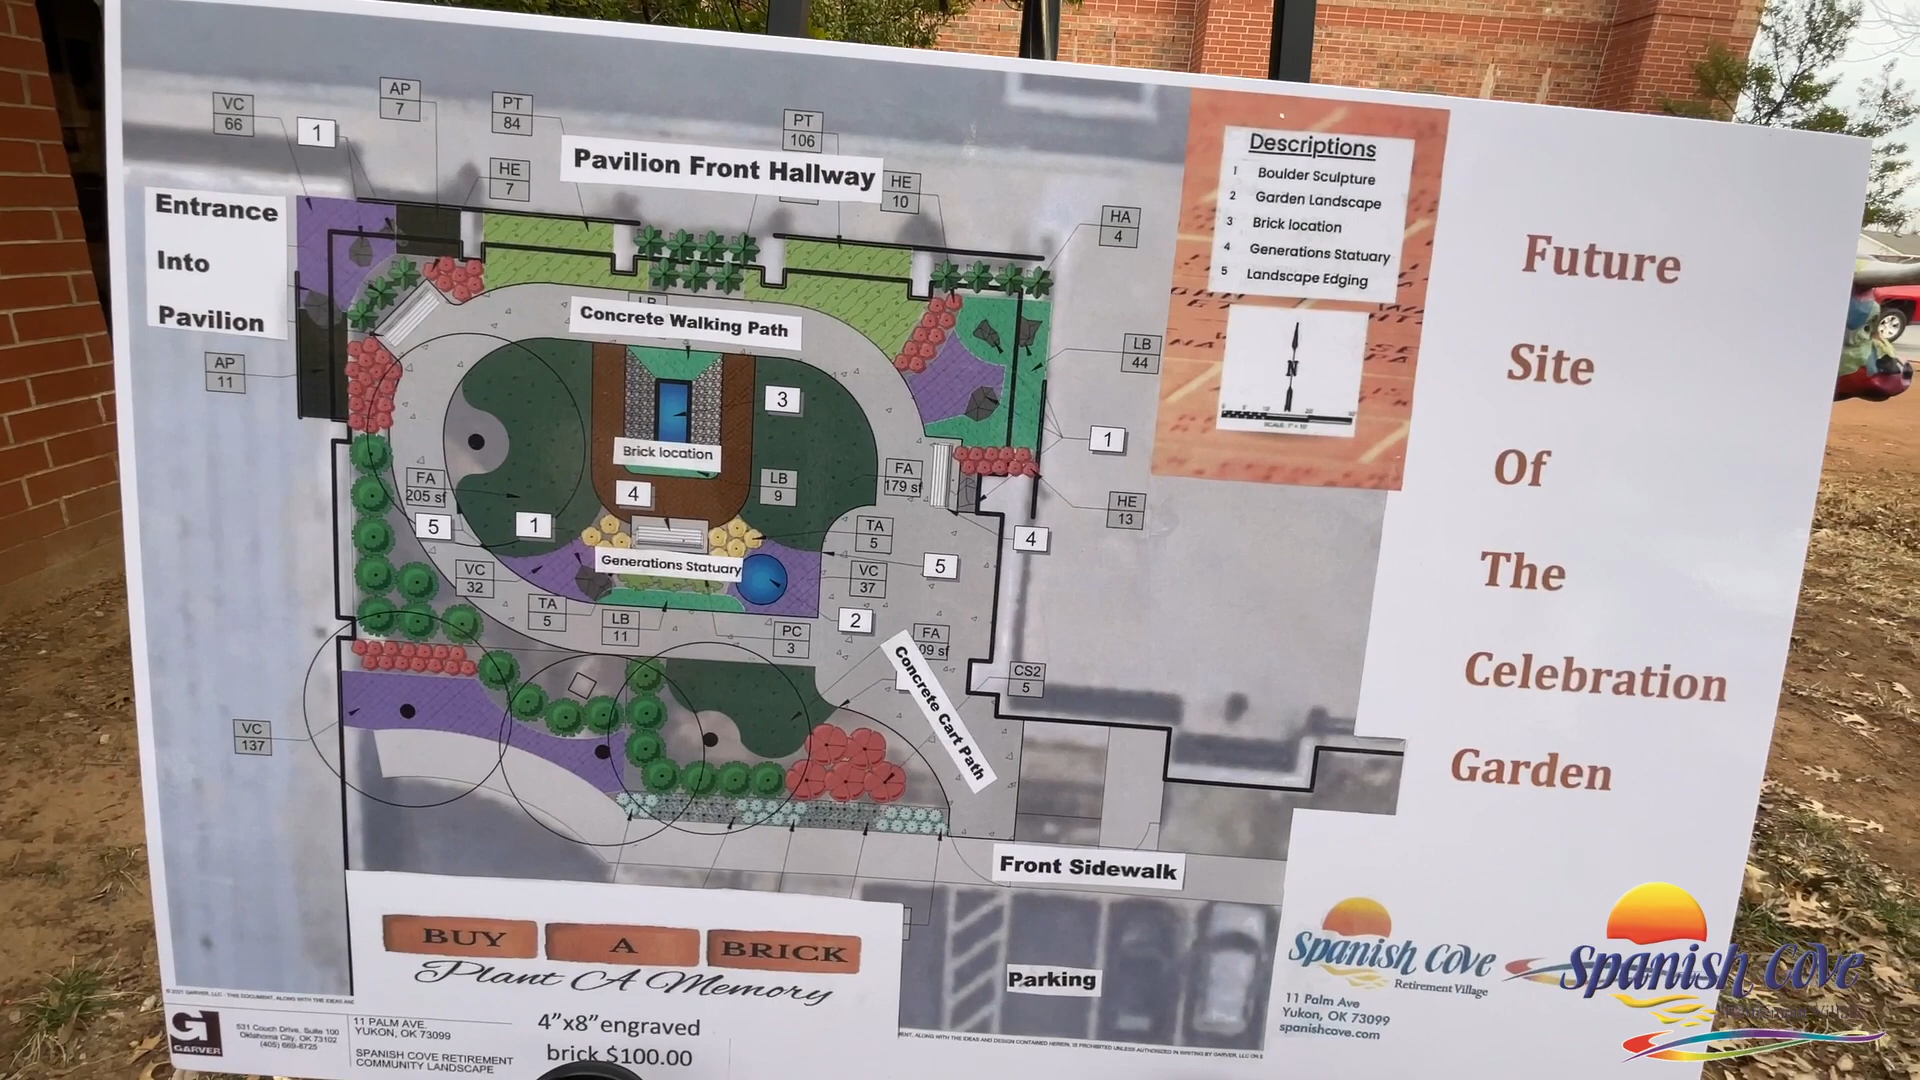 VC
66
1
AP
7
PT
84
HE
7
PT
106
HE
10
HA
4
Pavilion Front Hallway
Entrance
Into
Pavilion
AP
11
LB
Concrete Walking Path
3
Brick location
4
LB
9
FA
205 sf
5
1
FA
179 sf
TA
5
Generations Statuary
VC
32
TA
5
LB
11
VC
37
5
2
PC
3
FA
09 sf
LB
44
1
HE
13
4
CS2
5
Concrete Cart Path
VC
137
Front Sidewalk
Parking
Descriptions
1 Boulder Sculpture
2 Garden Landscape
3 Brick location
4 Generations Statuary
5 Landscape Edging
N
SCALE: 1" = 10'
Future
Site
Of
The
Celebration
Garden
BUY A BRICK
Plant A Memory
4"x8"engraved
brick $100.00
GARVER
531 Couch Drive, Suite 100
Oklahoma City, OK 73102
(405) 669-8725
11 PALM AVE.
YUKON, OK 73099
SPANISH COVE RETIREMENT
COMMUNITY LANDSCAPE
Spanish Cove
Retirement Village
11 Palm Ave
Yukon, OK 73099
spanishcove.com
Spanish Cove